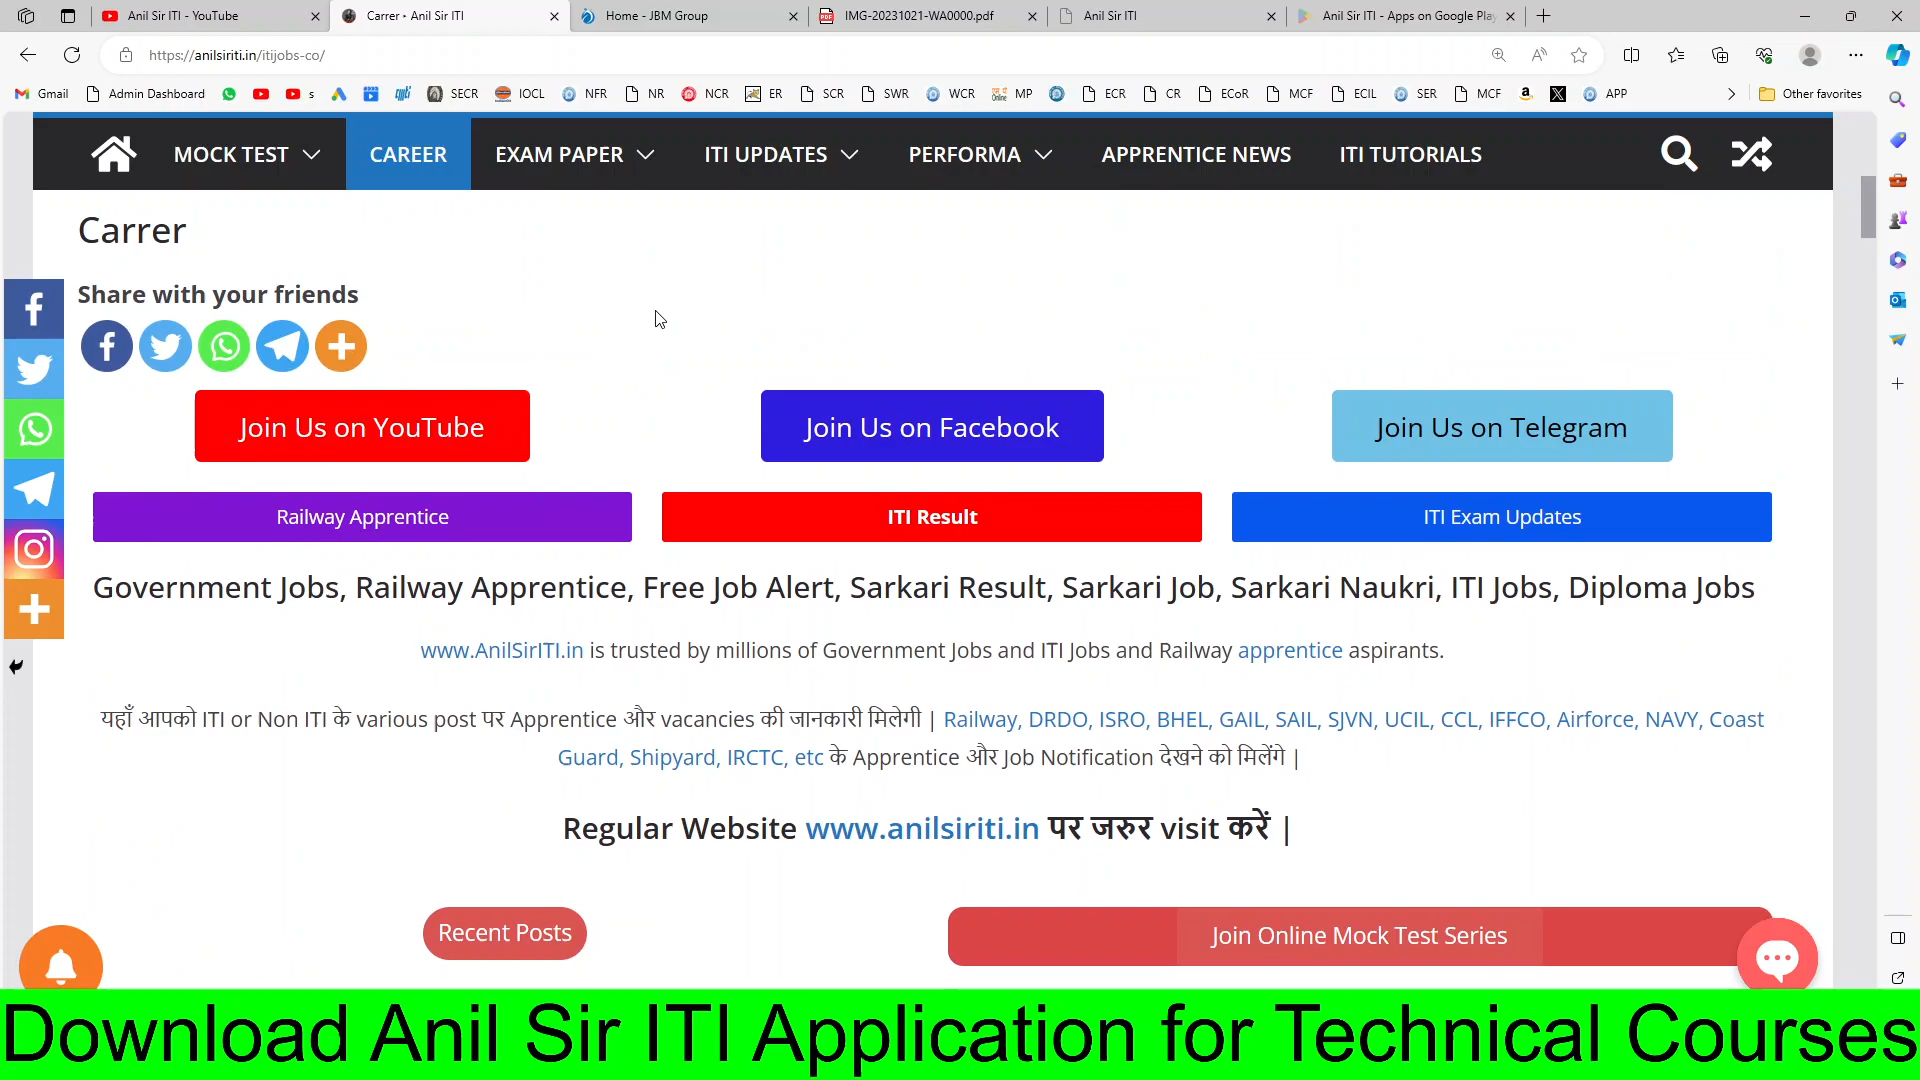 Anil Sir ITI - YouTube
Carrer • Anil Sir ITI
Home - JBM Group
IMG-20231021-WA0000.pdf
Anil Sir ITI
Anil Sir ITI - Apps on Google Play
https://anilsiriti.in/itijobs-co/
Gmail
Admin Dashboard
s
SECR
IOCL
NFR
NR
NCR
ER
SCR
SWR
WCR
MP
ECR
CR
ECoR
MCF
ECIL
SER
MCF
APP
Other favorites
MOCK TEST
CAREER
EXAM PAPER
ITI UPDATES
PERFORMA
APPRENTICE NEWS
ITI TUTORIALS
Carrer
Share with your friends
Join Us on YouTube
Join Us on Facebook
Join Us on Telegram
Railway Apprentice
ITI Result
ITI Exam Updates
Government Jobs, Railway Apprentice, Free Job Alert, Sarkari Result, Sarkari Job, Sarkari Naukri, ITI Jobs, Diploma Jobs
www.AnilSirITI.in is trusted by millions of Government Jobs and ITI Jobs and Railway apprentice aspirants.
यहाँ आपको ITI or Non ITI के various post पर Apprentice और vacancies की जानकारी मिलेगी | Railway, DRDO, ISRO, BHEL, GAIL, SAIL, SJVN, UCIL, CCL, IFFCO, Airforce, NAVY, Coast
Guard, Shipyard, IRCTC, etc के Apprentice और Job Notification देखने को मिलेंगे |
Regular Website www.anilsiriti.in पर जरुर visit करें |
Recent Posts
Join Online Mock Test Series
Download Anil Sir ITI Application for Technical Courses